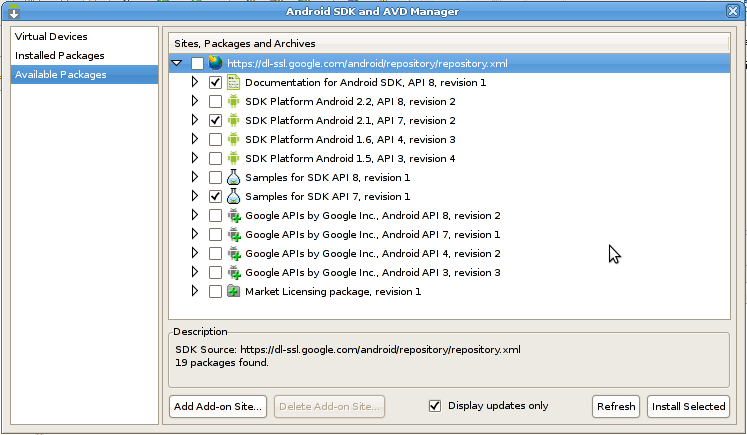 Android SDK and AVD Manager
Virtual Devices
Installed Packages
Available Packages
Sites, Packages and Archives
https://dl-ssl.google.com/android/repository/repository.xml
Documentation for Android SDK, API 8, revision 1
SDK Platform Android 2.2, API 8, revision 2
SDK Platform Android 2.1, API 7, revision 2
SDK Platform Android 1.6, API 4, revision 3
SDK Platform Android 1.5, API 3, revision 4
Samples for SDK API 8, revision 1
Samples for SDK API 7, revision 1
Google APIs by Google Inc., Android API 8, revision 2
Google APIs by Google Inc., Android API 7, revision 1
Google APIs by Google Inc., Android API 4, revision 2
Google APIs by Google Inc., Android API 3, revision 3
Market Licensing package, revision 1
Description
SDK Source: https://dl-ssl.google.com/android/repository/repository.xml
19 packages found.
Add Add-on Site... Delete Add-on Site... Display updates only Refresh Install Selected